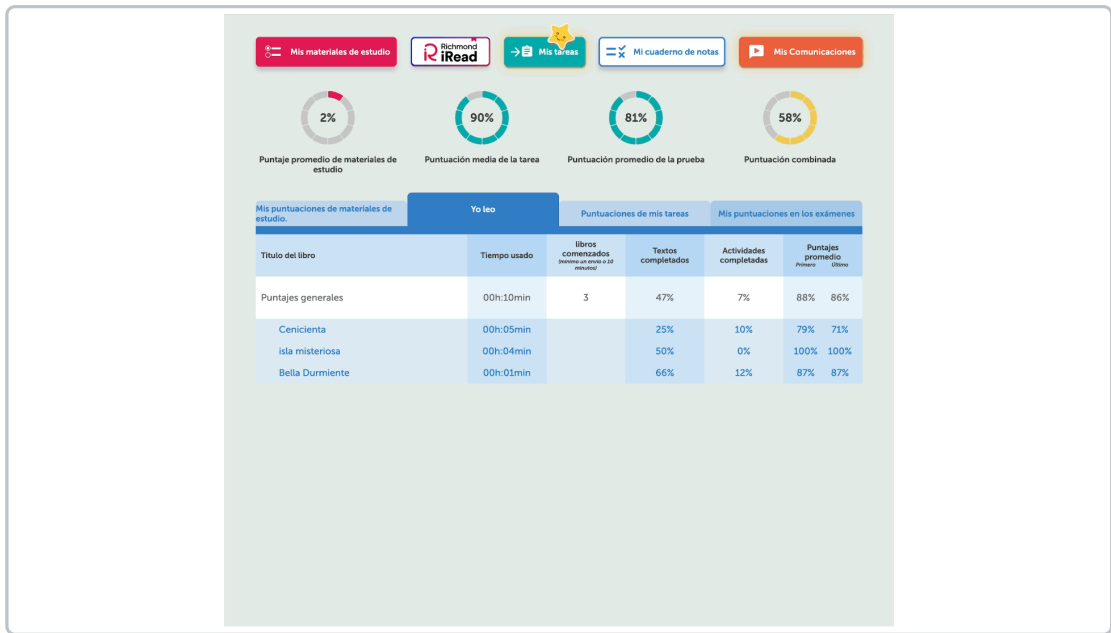 Mis materiales de estudio
Richmond
iRead
Mis tareas
Mi cuaderno de notas
Mis Comunicaciones
2%
90%
81%
58%
Puntaje promedio de materiales de
estudio
Puntuación media de la tarea
Puntuación promedio de la prueba
Puntuación combinada
Mis puntuaciones de materiales de
estudio.
Yo leo
Puntuaciones de mis tareas
Mis puntuaciones en los exámenes
Titulo del libro
Tiempo usado
libros
comenzados
(mínimo un envío o 10
minutos)
Textos
completados
Actividades
completadas
Puntajes
promedio
Primero Último
Puntajes generales 00h:10min 3 47% 7% 88% 86%
Cenicienta 00h:05min 25% 10% 79% 71%
isla misteriosa 00h:04min 50% 0% 100% 100%
Bella Durmiente 00h:01min 66% 12% 87% 87%